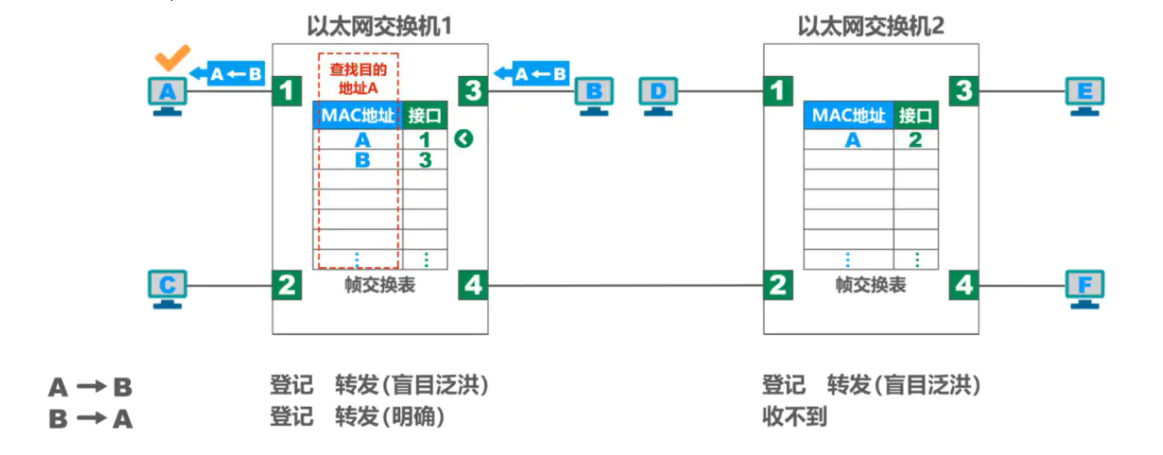 以太网交换机1
以太网交换机2
查找目的
地址A
A←B
A←B
A
1
3
B
D
1
3
E
MAC地址 接口
A 1
B 3
MAC地址 接口
A 2
C
2
帧交换表
4
2
帧交换表
4
F
A→B 登记 转发(盲目泛洪) 登记 转发(盲目泛洪)
B→A 登记 转发(明确) 收不到